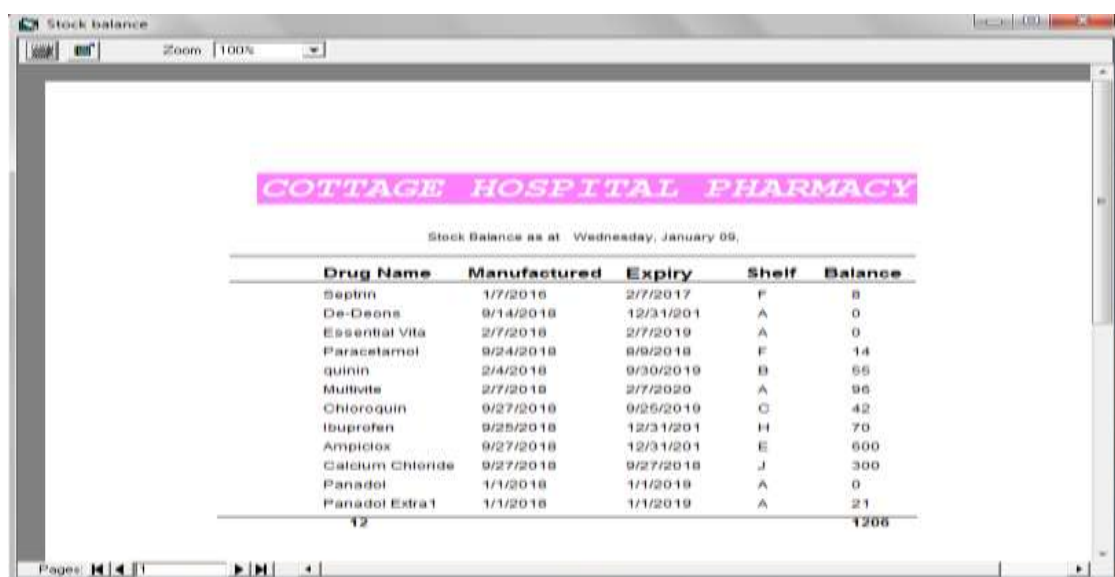 Stock balance
Zoom 100%
COTTAGE HOSPITAL PHARMACY
Stock Balance as at Wednesday, January 09,
Drug Name Manufactured Expiry Shelf Balance
Septrin 1/7/2016 2/7/2017 F 8
De-Deons 9/14/2018 12/31/201 A 0
Essential Vita 2/7/2018 2/7/2019 A 0
Paracetamol 9/24/2018 8/9/2018 F 14
quinin 2/4/2018 9/30/2019 B 55
Multivite 2/7/2018 2/7/2020 A 96
Chloroquin 9/27/2018 9/26/2019 C 42
Ibuprofen 9/25/2018 12/31/201 H 70
Ampiclox 9/27/2018 12/31/201 E 600
Calcium Chloride 9/27/2018 9/27/2018 J 300
Panadol 1/1/2018 1/1/2019 A 0
Panadol Extra1 1/1/2018 1/1/2019 A 21
12 1206
Pages: 1